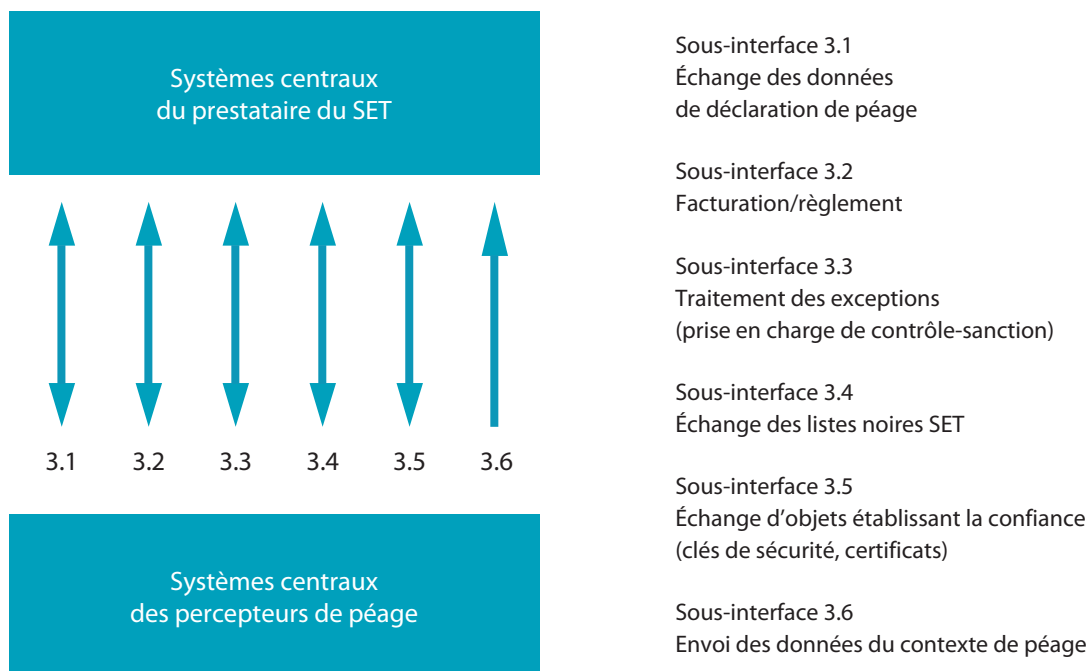 Systèmes centraux
du prestataire du SET
3.1 3.2 3.3 3.4 3.5 3.6
Systèmes centraux
des percepteurs de péage
Sous-interface 3.1
Échange des données
de déclaration de péage
Sous-interface 3.2
Facturation/règlement
Sous-interface 3.3
Traitement des exceptions
(prise en charge de contrôle-sanction)
Sous-interface 3.4
Échange des listes noires SET
Sous-interface 3.5
Échange d’objets établissant la confiance
(clés de sécurité, certificats)
Sous-interface 3.6
Envoi des données du contexte de péage